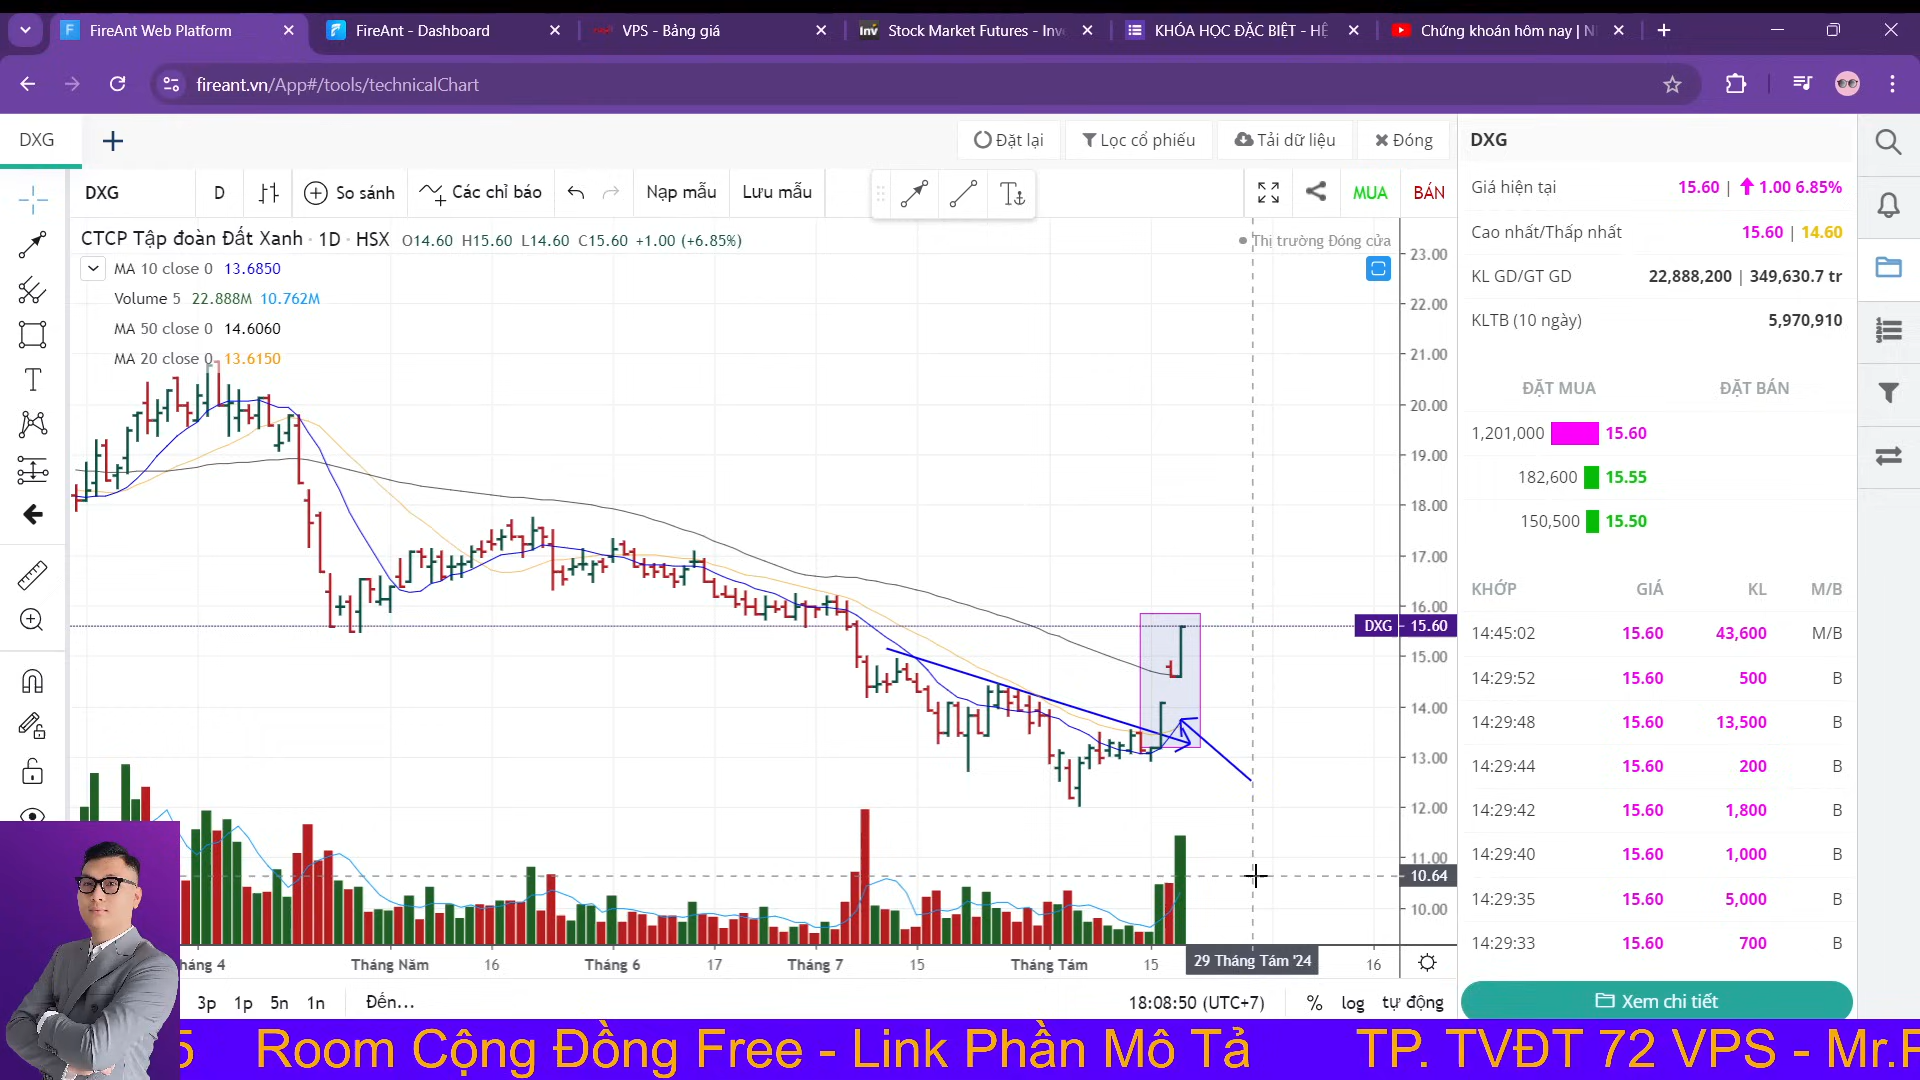 FireAnt Web Platform
FireAnt - Dashboard
VPS - Bảng giá
Inv
Stock Market Futures - Inve
KHÓA HỌC ĐẶC BIỆT - HỆ
Chứng khoán hôm nay | N
fireant.vn/App#/tools/technicalChart
DXG
Đặt lại
Lọc cổ phiếu
Tải dữ liệu
Đóng
DXG
D
So sánh
Các chỉ báo
Nạp mẫu
Lưu mẫu
MUA
BÁN
CTCP Tập đoàn Đất Xanh · 1D · HSX O14.60 H15.60 L14.60 C15.60 +1.00 (+6.85%)
Thị trường Đóng cửa
MA 10 close 0 13.6850
Volume 5 22.888M 10.762M
MA 50 close 0 14.6060
MA 20 close 0 13.6150
23.00
22.00
21.00
20.00
19.00
18.00
17.00
16.00
DXG 15.60
15.00
14.00
13.00
12.00
11.00
10.64
10.00
háng 4
Tháng Năm
16
Tháng 6
17
Tháng 7
15
Tháng Tám
15
29 Tháng Tám '24
16
3p 1p 5n 1n
Đến...
18:08:50 (UTC+7)
% log tự động
DXG
Giá hiện tại 15.60 | 1.00 6.85%
Cao nhất/Thấp nhất 15.60 | 14.60
KL GD/GT GD 22,888,200 | 349,630.7 tr
KLTB (10 ngày) 5,970,910
ĐẶT MUA ĐẶT BÁN
1,201,000 15.60
182,600 15.55
150,500 15.50
KHỚP GIÁ KL M/B
14:45:02 15.60 43,600 M/B
14:29:52 15.60 500 B
14:29:48 15.60 13,500 B
14:29:44 15.60 200 B
14:29:42 15.60 1,800 B
14:29:40 15.60 1,000 B
14:29:35 15.60 5,000 B
14:29:33 15.60 700 B
Xem chi tiết
5 Room Cộng Đồng Free - Link Phần Mô Tả TP. TVĐT 72 VPS - Mr.